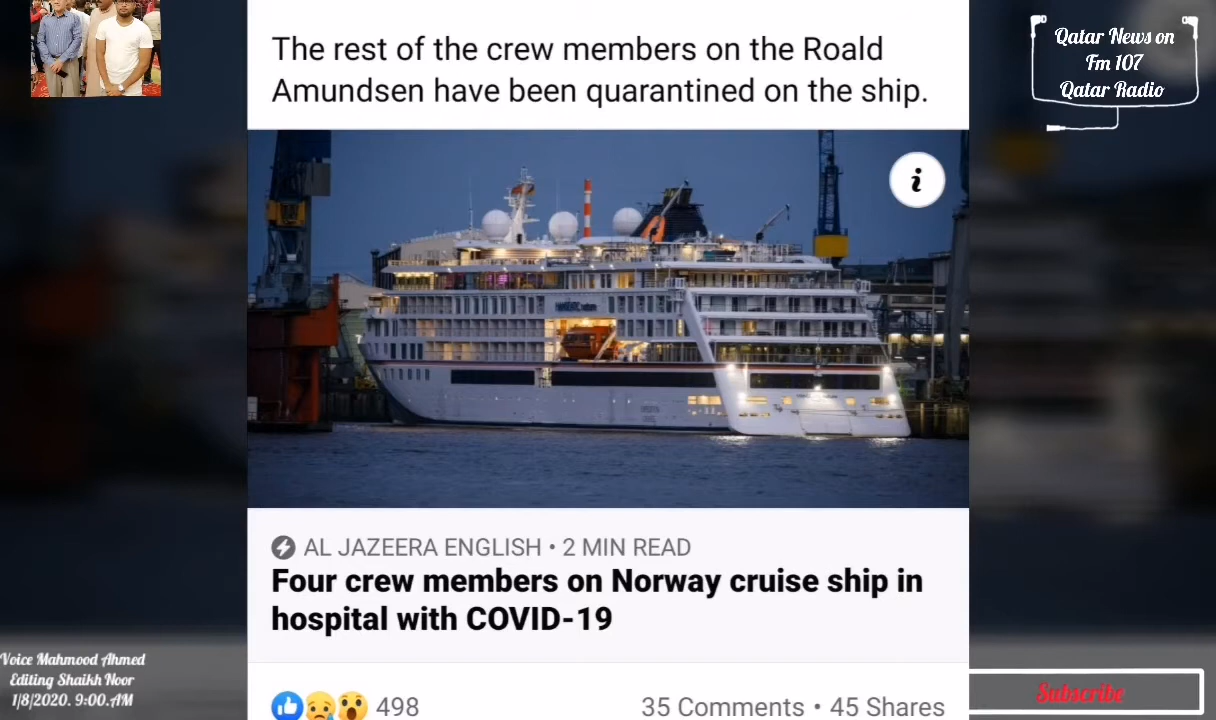 The rest of the crew members on the Roald
Amundsen have been quarantined on the ship.
Qatar News on
Fm 107
Qatar Radio
i
AL JAZEERA ENGLISH • 2 MIN READ
Four crew members on Norway cruise ship in
hospital with COVID-19
498
35 Comments • 45 Shares
Voice Mahmood Ahmed
Editing Shaikh Noor
1/8/2020. 9:00.AM
Subscribe